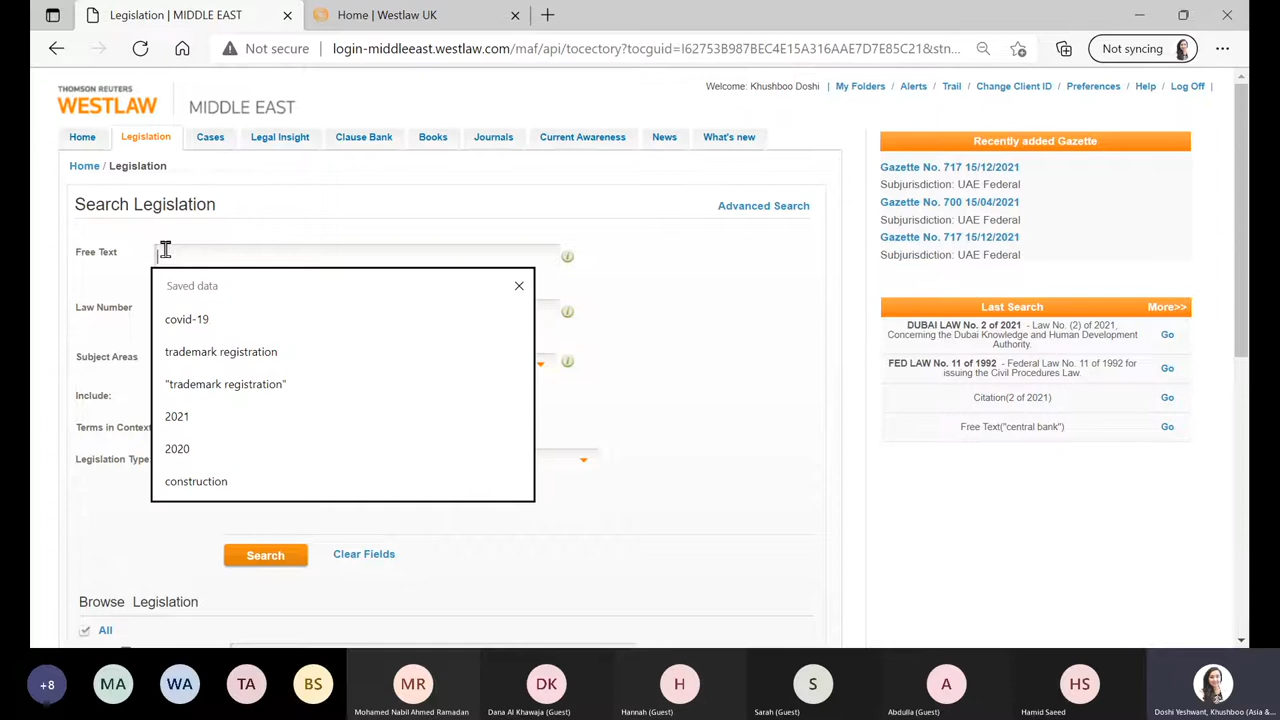 Legislation | MIDDLE EAST
Home | Westlaw UK
Not secure
login-middleeast.westlaw.com/maf/api/tocectory?tocguid=I62753B987BEC4E15A316AAE7D7E85C21&stn...
Not syncing
THOMSON REUTERS
WESTLAW
MIDDLE EAST
Welcome: Khushboo Doshi | My Folders / Alerts / Trail / Change Client ID / Preferences / Help / Log Off |
Home
Legislation
Cases
Legal Insight
Clause Bank
Books
Journals
Current Awareness
News
What's new
Home / Legislation
Search Legislation
Advanced Search
Free Text
Saved data
covid-19
trademark registration
"trademark registration"
2021
2020
construction
Law Number
Subject Areas
Include:
Terms in Context
Legislation Type:
Search
Clear Fields
Browse Legislation
All
Recently added Gazette
Gazette No. 717 15/12/2021
Subjurisdiction: UAE Federal
Gazette No. 700 15/04/2021
Subjurisdiction: UAE Federal
Gazette No. 717 15/12/2021
Subjurisdiction: UAE Federal
Last Search
More>>
DUBAI LAW No. 2 of 2021 - Law No. (2) of 2021,
Concerning the Dubai Knowledge and Human Development
Authority.
Go
FED LAW No. 11 of 1992 - Federal Law No. 11 of 1992 for
issuing the Civil Procedures Law.
Go
Citation(2 of 2021)
Go
Free Text("central bank")
Go
+8
MA
WA
TA
BS
MR
Mohamed Nabil Ahmed Ramadan
DK
Dana Al Khawaja (Guest)
H
Hannah (Guest)
S
Sarah (Guest)
A
Abdulla (Guest)
HS
Hamid Saeed
Doshi Yeshwant, Khushboo (Asia &...